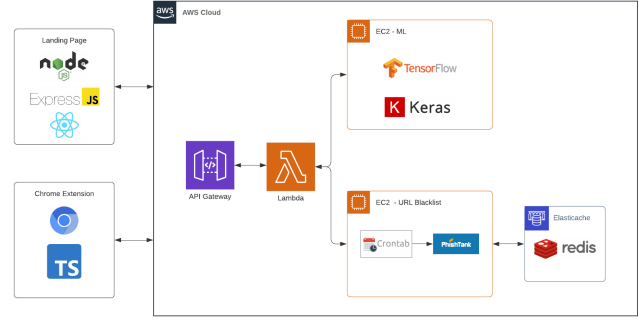 aws
AWS Cloud
Landing Page
node
JS
Express JS
Chrome Extension
TS
API Gateway
Lambda
EC2 - ML
TensorFlow
K Keras
EC2 - URL Blacklist
Crontab
PhishTank
Elasticache
redis